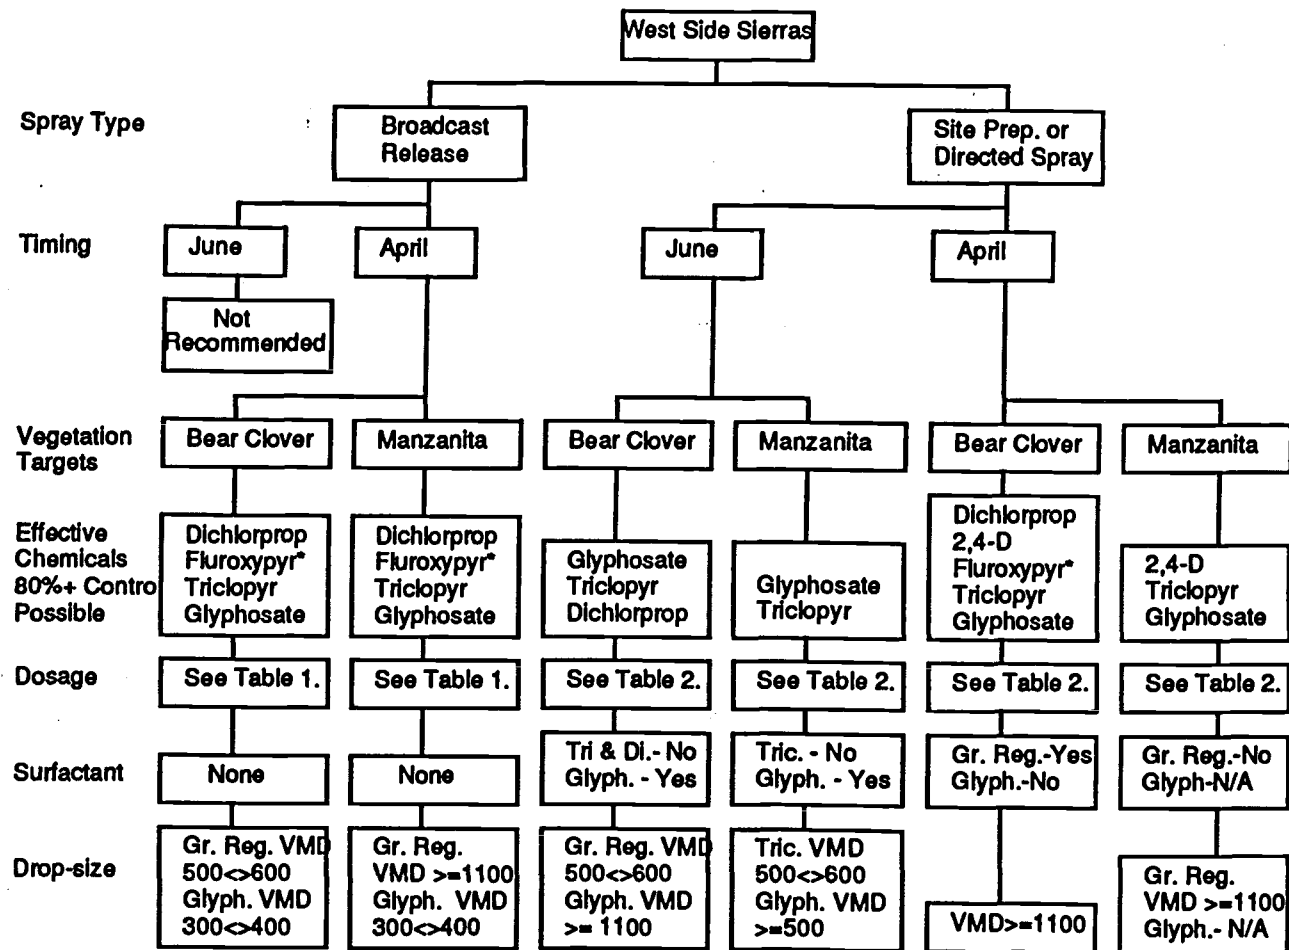 West Side Sierras
Spray Type
Broadcast
Release
Site Prep. or
Directed Spray
Timing
June
April
June
April
Not
Recommended
Vegetation
Targets
Bear Clover
Manzanita
Bear Clover
Manzanita
Bear Clover
Manzanita
Effective
Chemicals
80%+ Contro
Possible
Dichlorprop
Fluroxypyr*
Triclopyr
Glyphosate
Dichlorprop
Fluroxypyr*
Triclopyr
Glyphosate
Glyphosate
Triclopyr
Dichlorprop
Glyphosate
Triclopyr
Dichlorprop
2,4-D
Fluroxypyr*
Triclopyr
Glyphosate
2,4-D
Triclopyr
Glyphosate
Dosage
See Table 1.
See Table 1.
See Table 2.
See Table 2.
See Table 2.
See Table 2.
Surfactant
None
None
Tri & Di.- No
Glyph. - Yes
Tric. - No
Glyph. - Yes
Gr. Reg.-Yes
Glyph.-No
Gr. Reg.-No
Glyph-N/A
Drop-size
Gr. Reg. VMD
500<>600
Glyph. VMD
300<>400
Gr. Reg.
VMD >=1100
Glyph. VMD
300<>400
Gr. Reg. VMD
500<>600
Glyph. VMD
>= 1100
Tric. VMD
500<>600
Glyph. VMD
>=500
VMD>=1100
Gr. Reg.
VMD >=1100
Glyph.- N/A